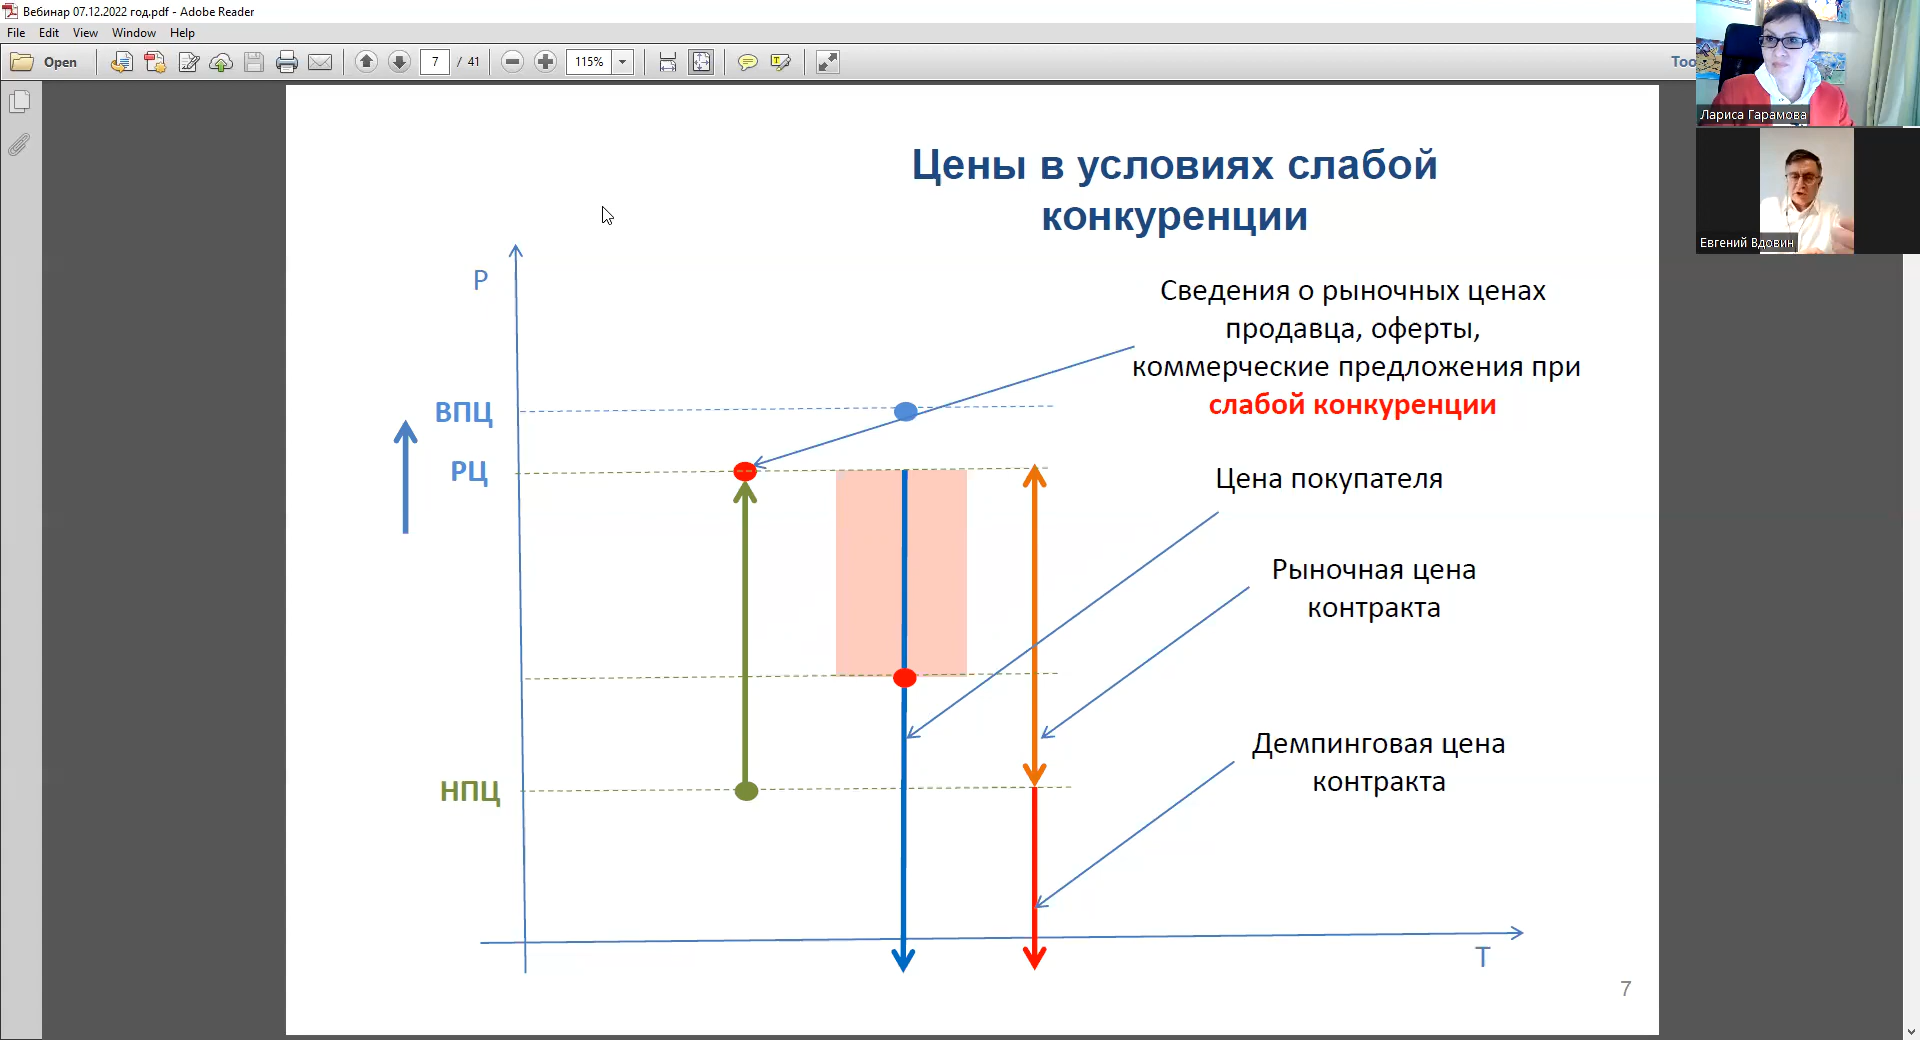 Вебинар 07.12.2022 год.pdf - Adobe Reader
File Edit View Window Help
Open
7 / 41
115%
Too
Лариса Гарамова
Евгений Вдовин
Цены в условиях слабой
конкуренции
P
Сведения о рыночных ценах
продавца, оферты,
коммерческие предложения при
слабой конкуренции
ВПЦ
РЦ
Цена покупателя
Рыночная цена
контракта
Демпинговая цена
контракта
НПЦ
T
7